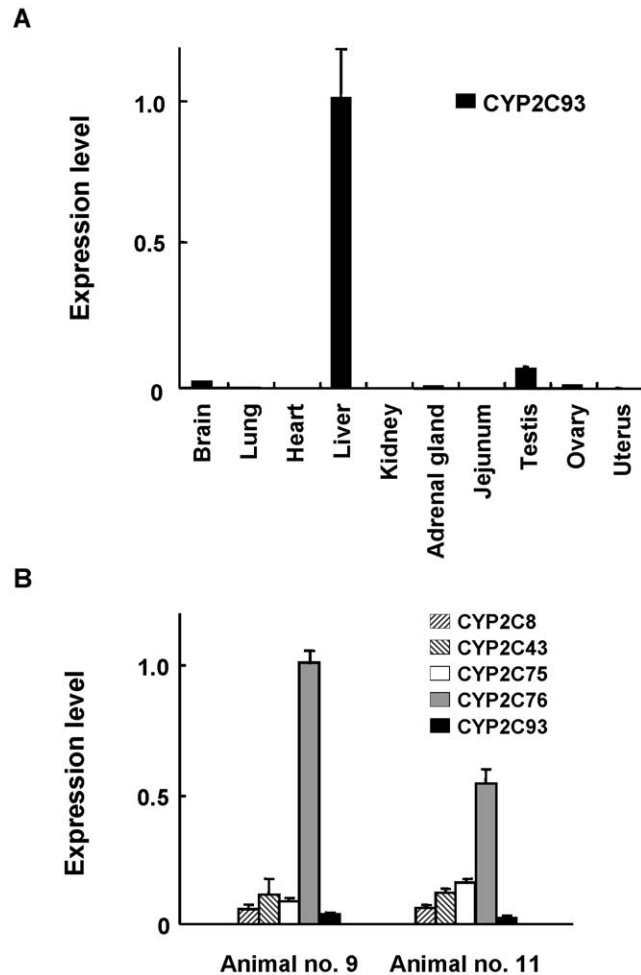 A
Expression level
1.0
0.5
0
CYP2C93
Brain
Lung
Heart
Liver
Kidney
Adrenal gland
Jejunum
Testis
Ovary
Uterus
B
Expression level
1.0
0.5
0
CYP2C8
CYP2C43
CYP2C75
CYP2C76
CYP2C93
Animal no. 9
Animal no. 11